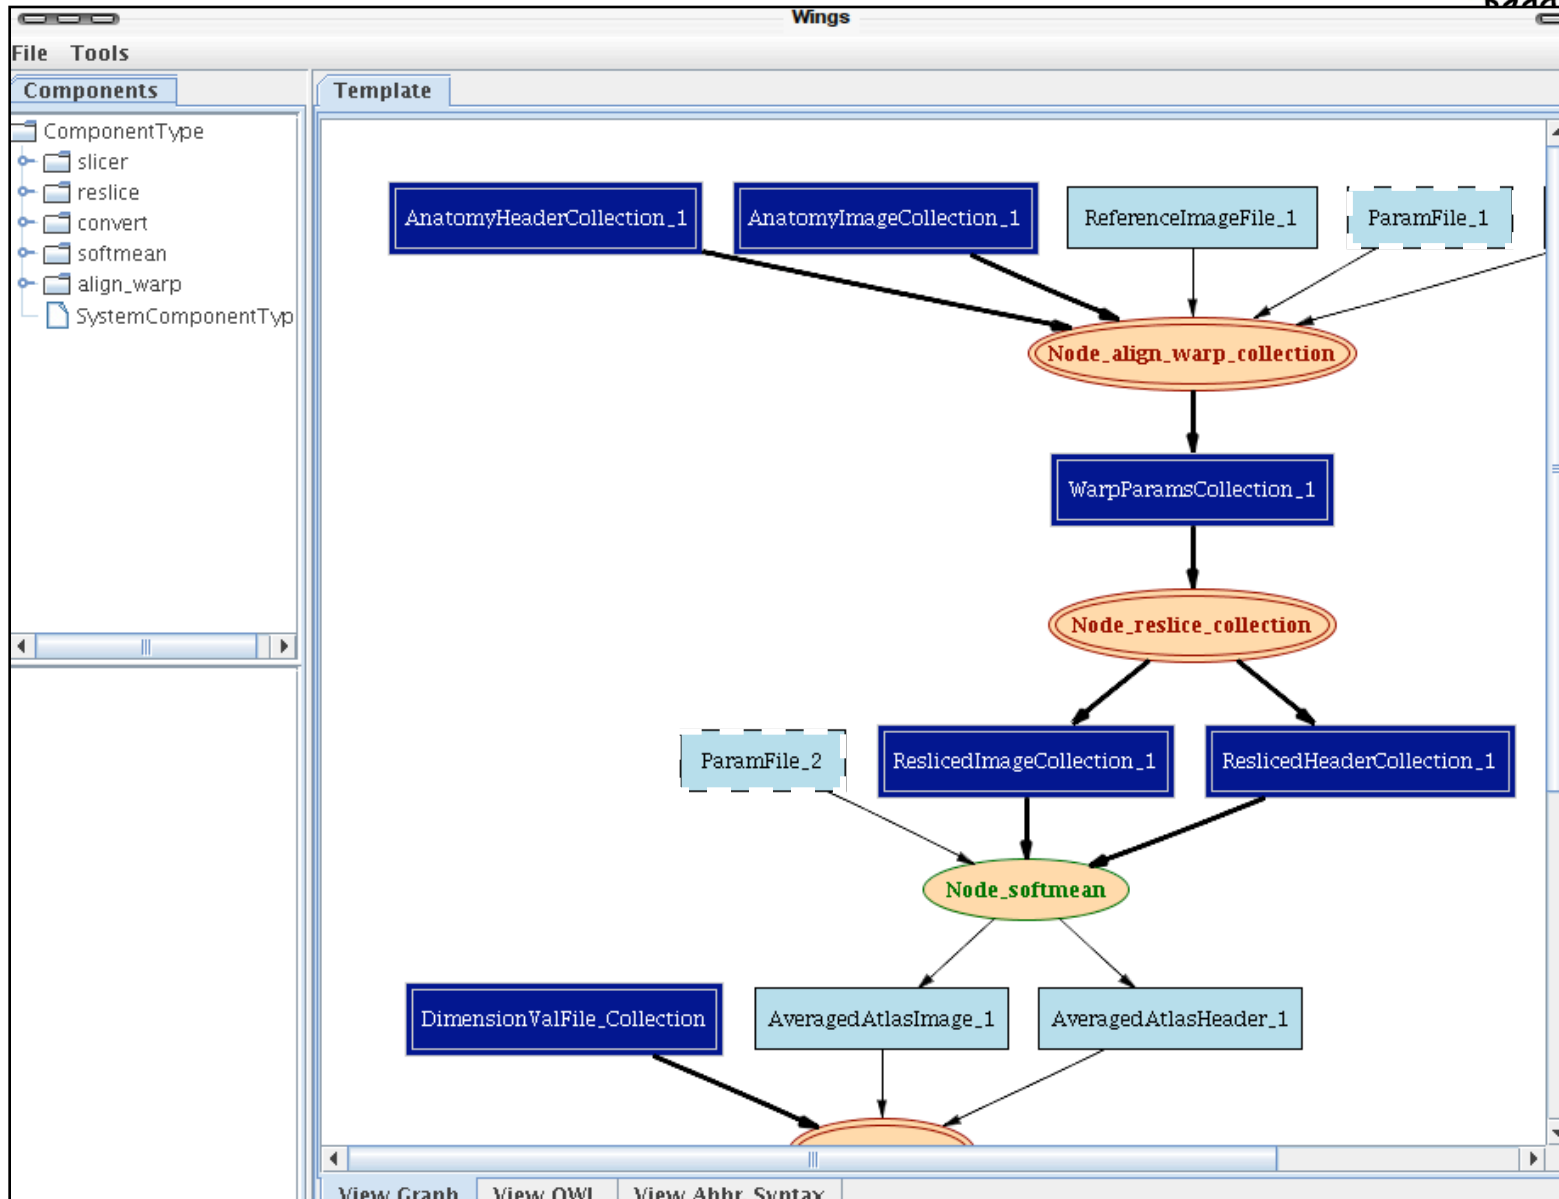 Wings
File Tools
Components
Template
ComponentType
slicer
reslice
convert
softmean
align_warp
SystemComponentTyp
AnatomyHeaderCollection_1
AnatomyImageCollection_1
ReferenceImageFile_1
ParamFile_1
Node_align_warp_collection
WarpParamsCollection_1
Node_reslice_collection
ParamFile_2
ReslicedImageCollection_1
ReslicedHeaderCollection_1
Node_softmean
DimensionValFile_Collection
AveragedAtlasImage_1
AveragedAtlasHeader_1
View Graph
View OWL
View Abbr Syntax